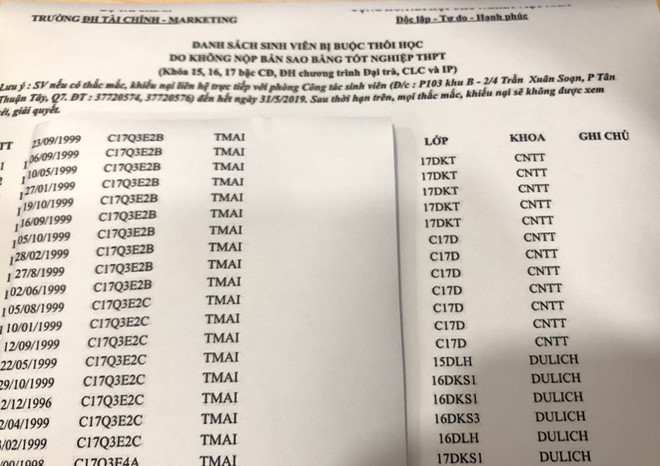 TRƯỜNG ĐH TÀI CHÍNH - MARKETING
Độc lập - Tự do - Hạnh phúc
DANH SÁCH SINH VIÊN BỊ BUỘC THÔI HỌC
DO KHÔNG NỘP BẢN SAO BẰNG TỐT NGHIỆP THPT
(Khóa 15, 16, 17 bậc CĐ, ĐH chương trình Đại trà, CLC và IP)
Lưu ý : SV nếu có thắc mắc, khiếu nại liên hệ trực tiếp với phòng Công tác sinh viên (Đ/c : P103 khu B - 2/4 Trần Xuân Soạn, P Tân
Thuận Tây, Q7. ĐT : 37720574, 37720576) đến hết ngày 31/5/2019. Sau thời hạn trên, mọi thắc mắc, khiếu nại sẽ không được xem
xét, giải quyết.
TT LỚP KHOA GHI CHÚ
23/09/1999 C17Q3E2B TMAI 17DKT CNTT
06/09/1999 C17Q3E2B TMAI 17DKT CNTT
10/05/1999 C17Q3E2B TMAI 17DKT CNTT
27/01/1999 C17Q3E2B TMAI 17DKT CNTT
19/10/1999 C17Q3E2B TMAI 17DKT CNTT
16/09/1999 C17Q3E2B TMAI C17D CNTT
05/10/1999 C17Q3E2B TMAI C17D CNTT
28/02/1999 C17Q3E2B TMAI C17D CNTT
27/8/1999 C17Q3E2B TMAI C17D CNTT
02/06/1999 C17Q3E2B TMAI C17D CNTT
05/08/1999 C17Q3E2C TMAI C17D CNTT
10/01/1999 C17Q3E2C TMAI C17D CNTT
12/09/1999 C17Q3E2C TMAI 15DLH DULICH
22/05/1999 C17Q3E2C TMAI 16DKS1 DULICH
29/10/1999 C17Q3E2C TMAI 16DKS1 DULICH
2/12/1996 C17Q3E2C TMAI 16DKS3 DULICH
2/04/1999 C17Q3E2C TMAI 16DLH DULICH
/02/1999 C17Q3E2C TMAI 17DKS1 DULICH
C17Q3E4A TMAI